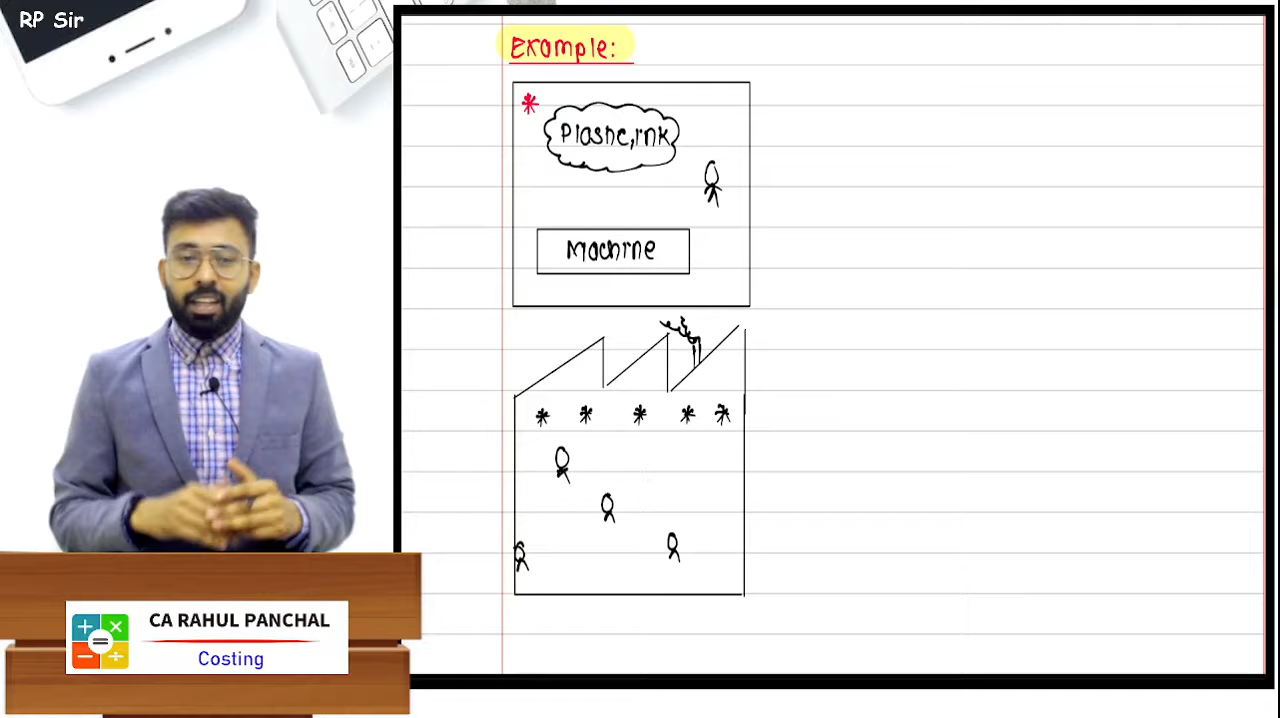 RP Sir
Example:
Plastic, ink
Machine
CA RAHUL PANCHAL
Costing